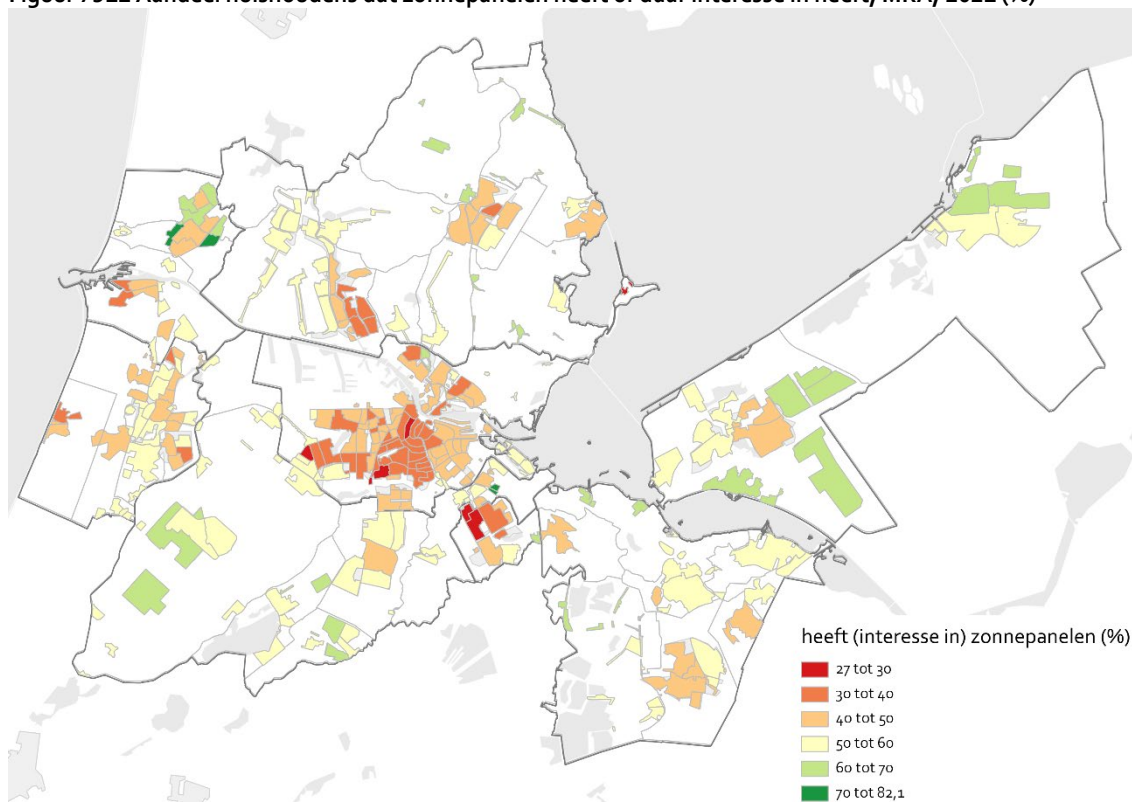 heeft (interesse in) zonnepanelen (%)
27 tot 30
30 tot 40
40 tot 50
50 tot 60
60 tot 70
70 tot 82,1